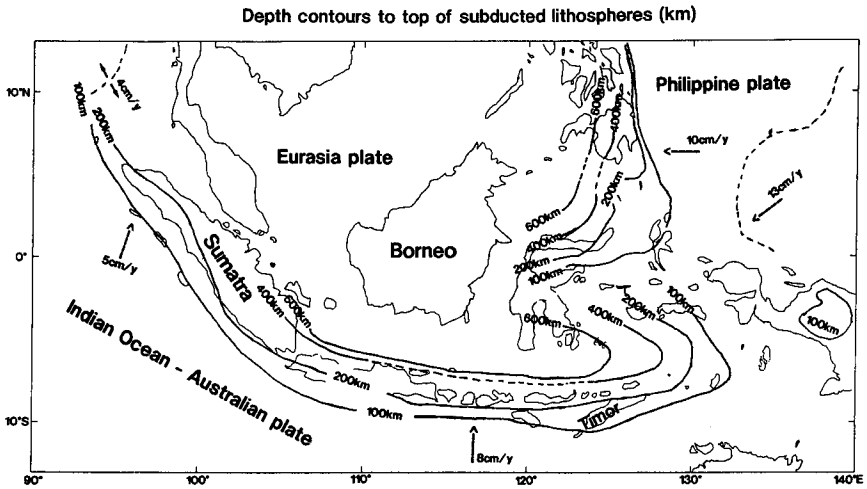 Depth contours to top of subducted lithospheres (km)
10°N
0°
10°S
90°
100°
110°
120°
130°
140°E
100km
200km
4cm/y
Eurasia plate
Philippine plate
600km
400km
200km
10cm/y
13cm/y
600km
400km
200km
100km
Borneo
5cm/y
Sumatra
400km
600km
Indian Ocean - Australian plate
200km
100km
600km
400km
200km
100km
100km
Timor
8cm/y